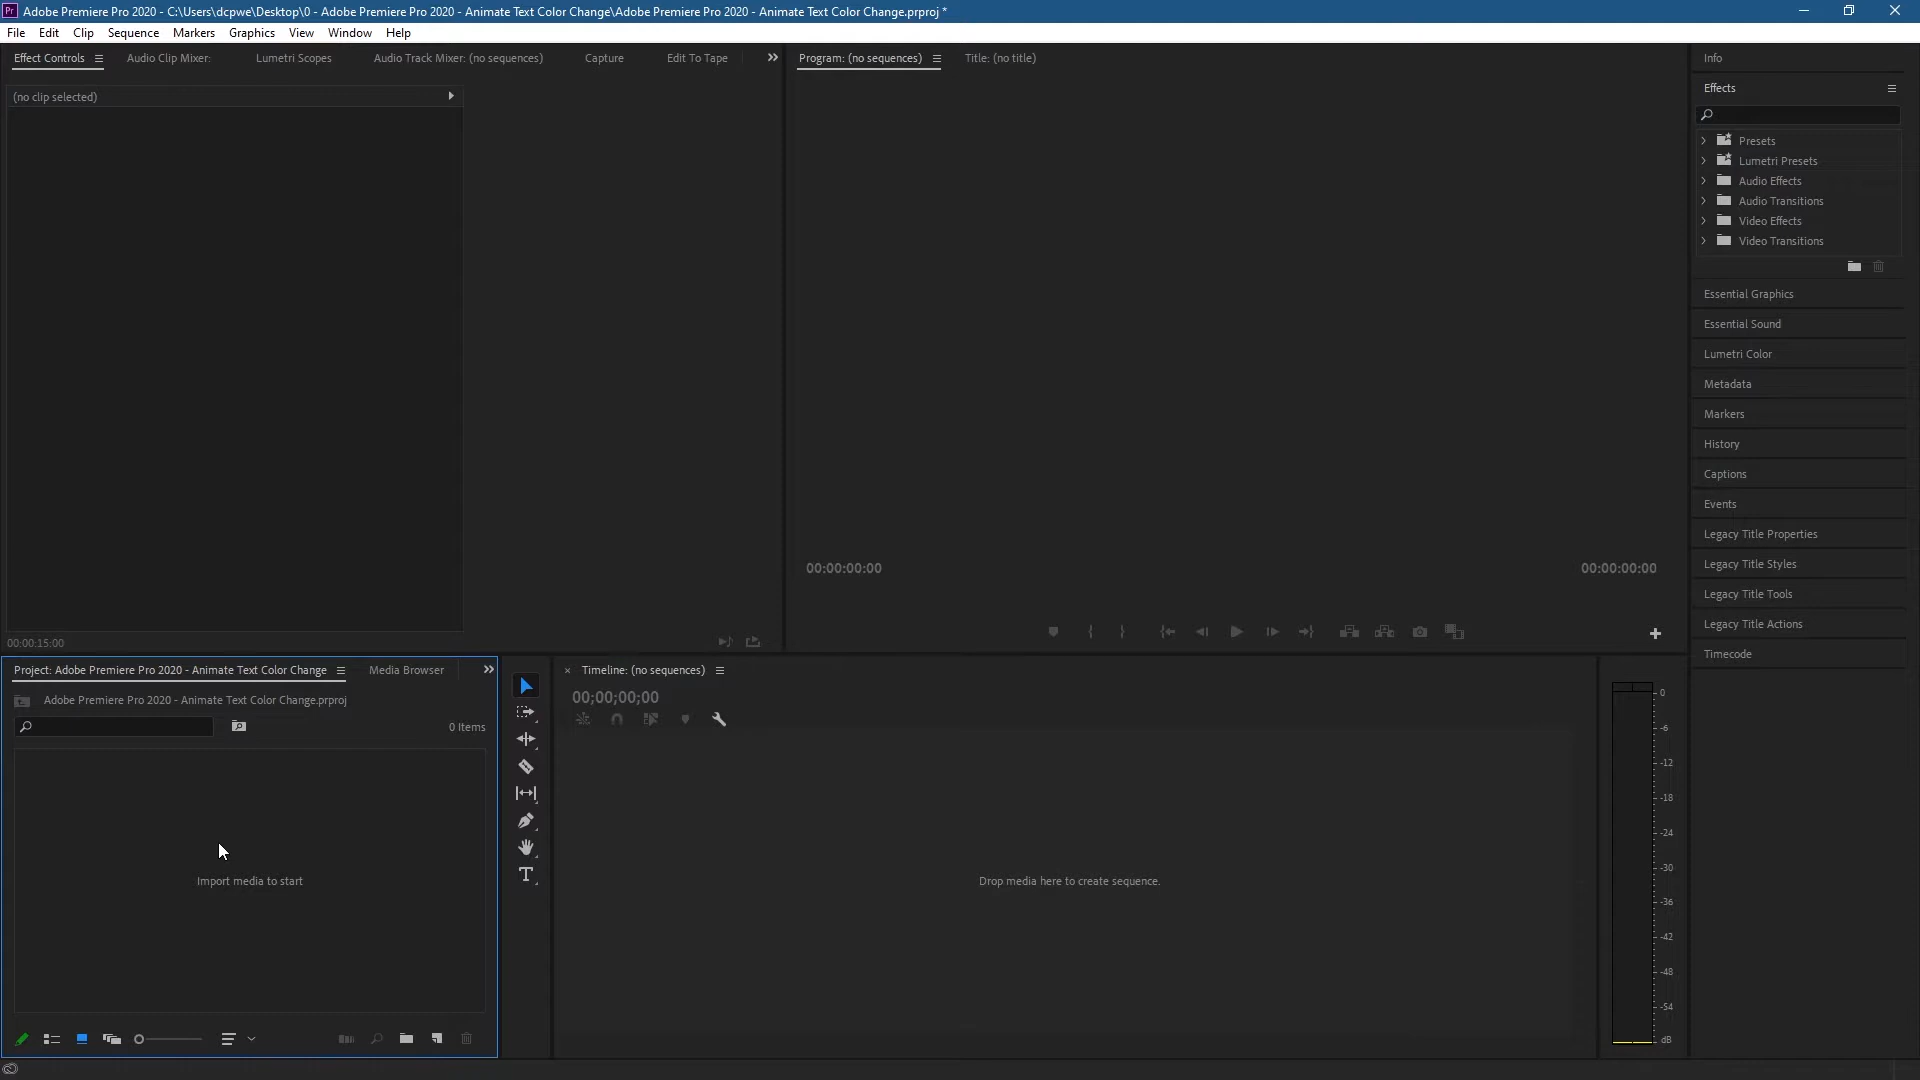 Adobe Premiere Pro 2020 - C:\Users\dcpwe\Desktop\0 - Adobe Premiere Pro 2020 - Animate Text Color Change\Adobe Premiere Pro 2020 - Animate Text Color Change.prproj *
File Edit Clip Sequence Markers Graphics View Window Help
Effect Controls Audio Clip Mixer: Lumetri Scopes Audio Track Mixer: (no sequences) Capture Edit To Tape
(no clip selected)
00:00:15:00
Program: (no sequences) Title: (no title)
00:00:00:00 00:00:00:00
Info
Effects
Presets
Lumetri Presets
Audio Effects
Audio Transitions
Video Effects
Video Transitions
Essential Graphics
Essential Sound
Lumetri Color
Metadata
Markers
History
Captions
Events
Legacy Title Properties
Legacy Title Styles
Legacy Title Tools
Legacy Title Actions
Timecode
Project: Adobe Premiere Pro 2020 - Animate Text Color Change Media Browser
Adobe Premiere Pro 2020 - Animate Text Color Change.prproj
0 Items
Import media to start
Timeline: (no sequences)
00;00;00;00
Drop media here to create sequence.
0
-6
-12
-18
-24
-30
-36
-42
-48
-54
dB